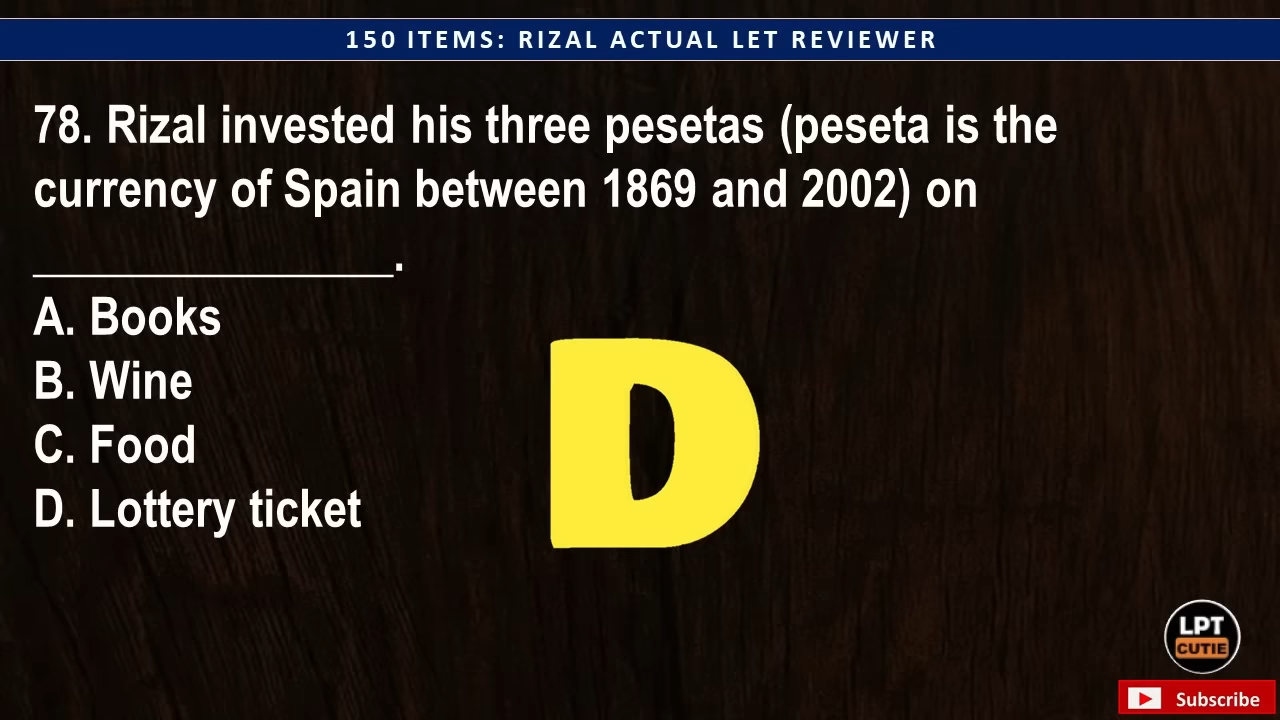 150 ITEMS: RIZAL ACTUAL LET REVIEWER
78. Rizal invested his three pesetas (peseta is the
currency of Spain between 1869 and 2002) on
_______________.
A. Books
B. Wine
C. Food
D. Lottery ticket
D
LPT
CUTIE
Subscribe